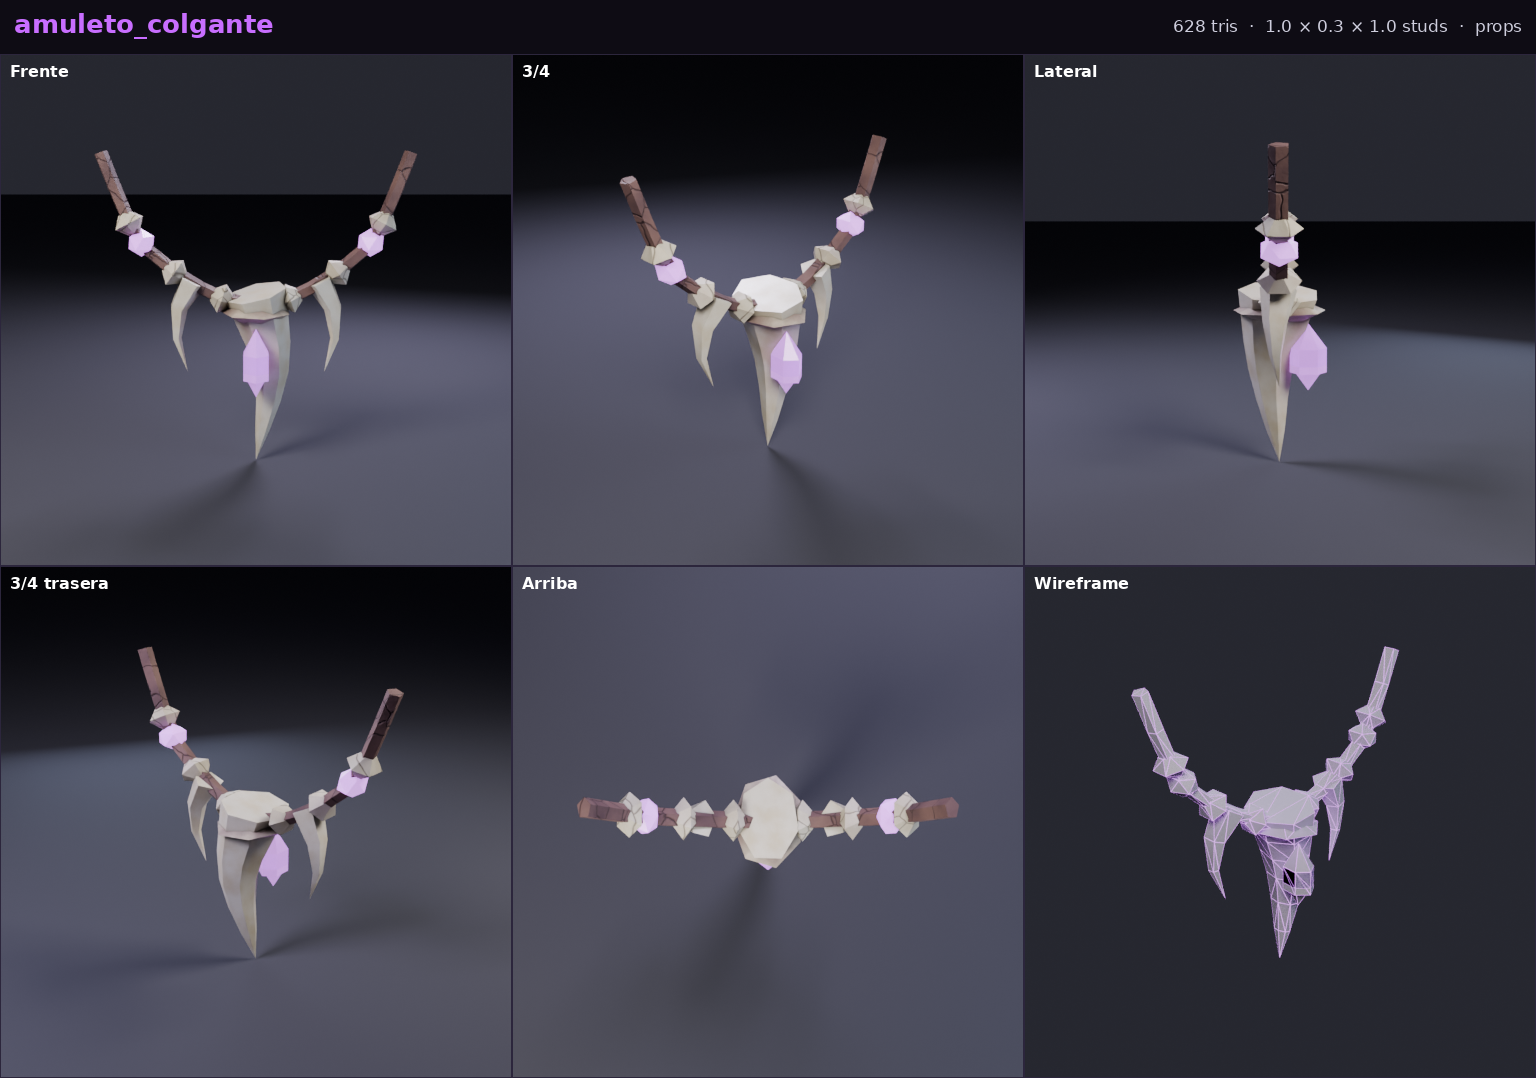 amuleto_colgante
628 tris · 1.0 × 0.3 × 1.0 studs · props
Frente
3/4
Lateral
3/4 trasera
Arriba
Wireframe